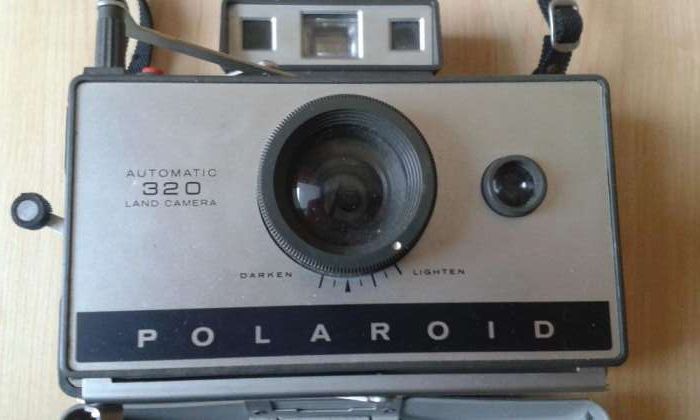 AUTOMATIC
320
LAND CAMERA
DARKEN LIGHTEN
POLAROID